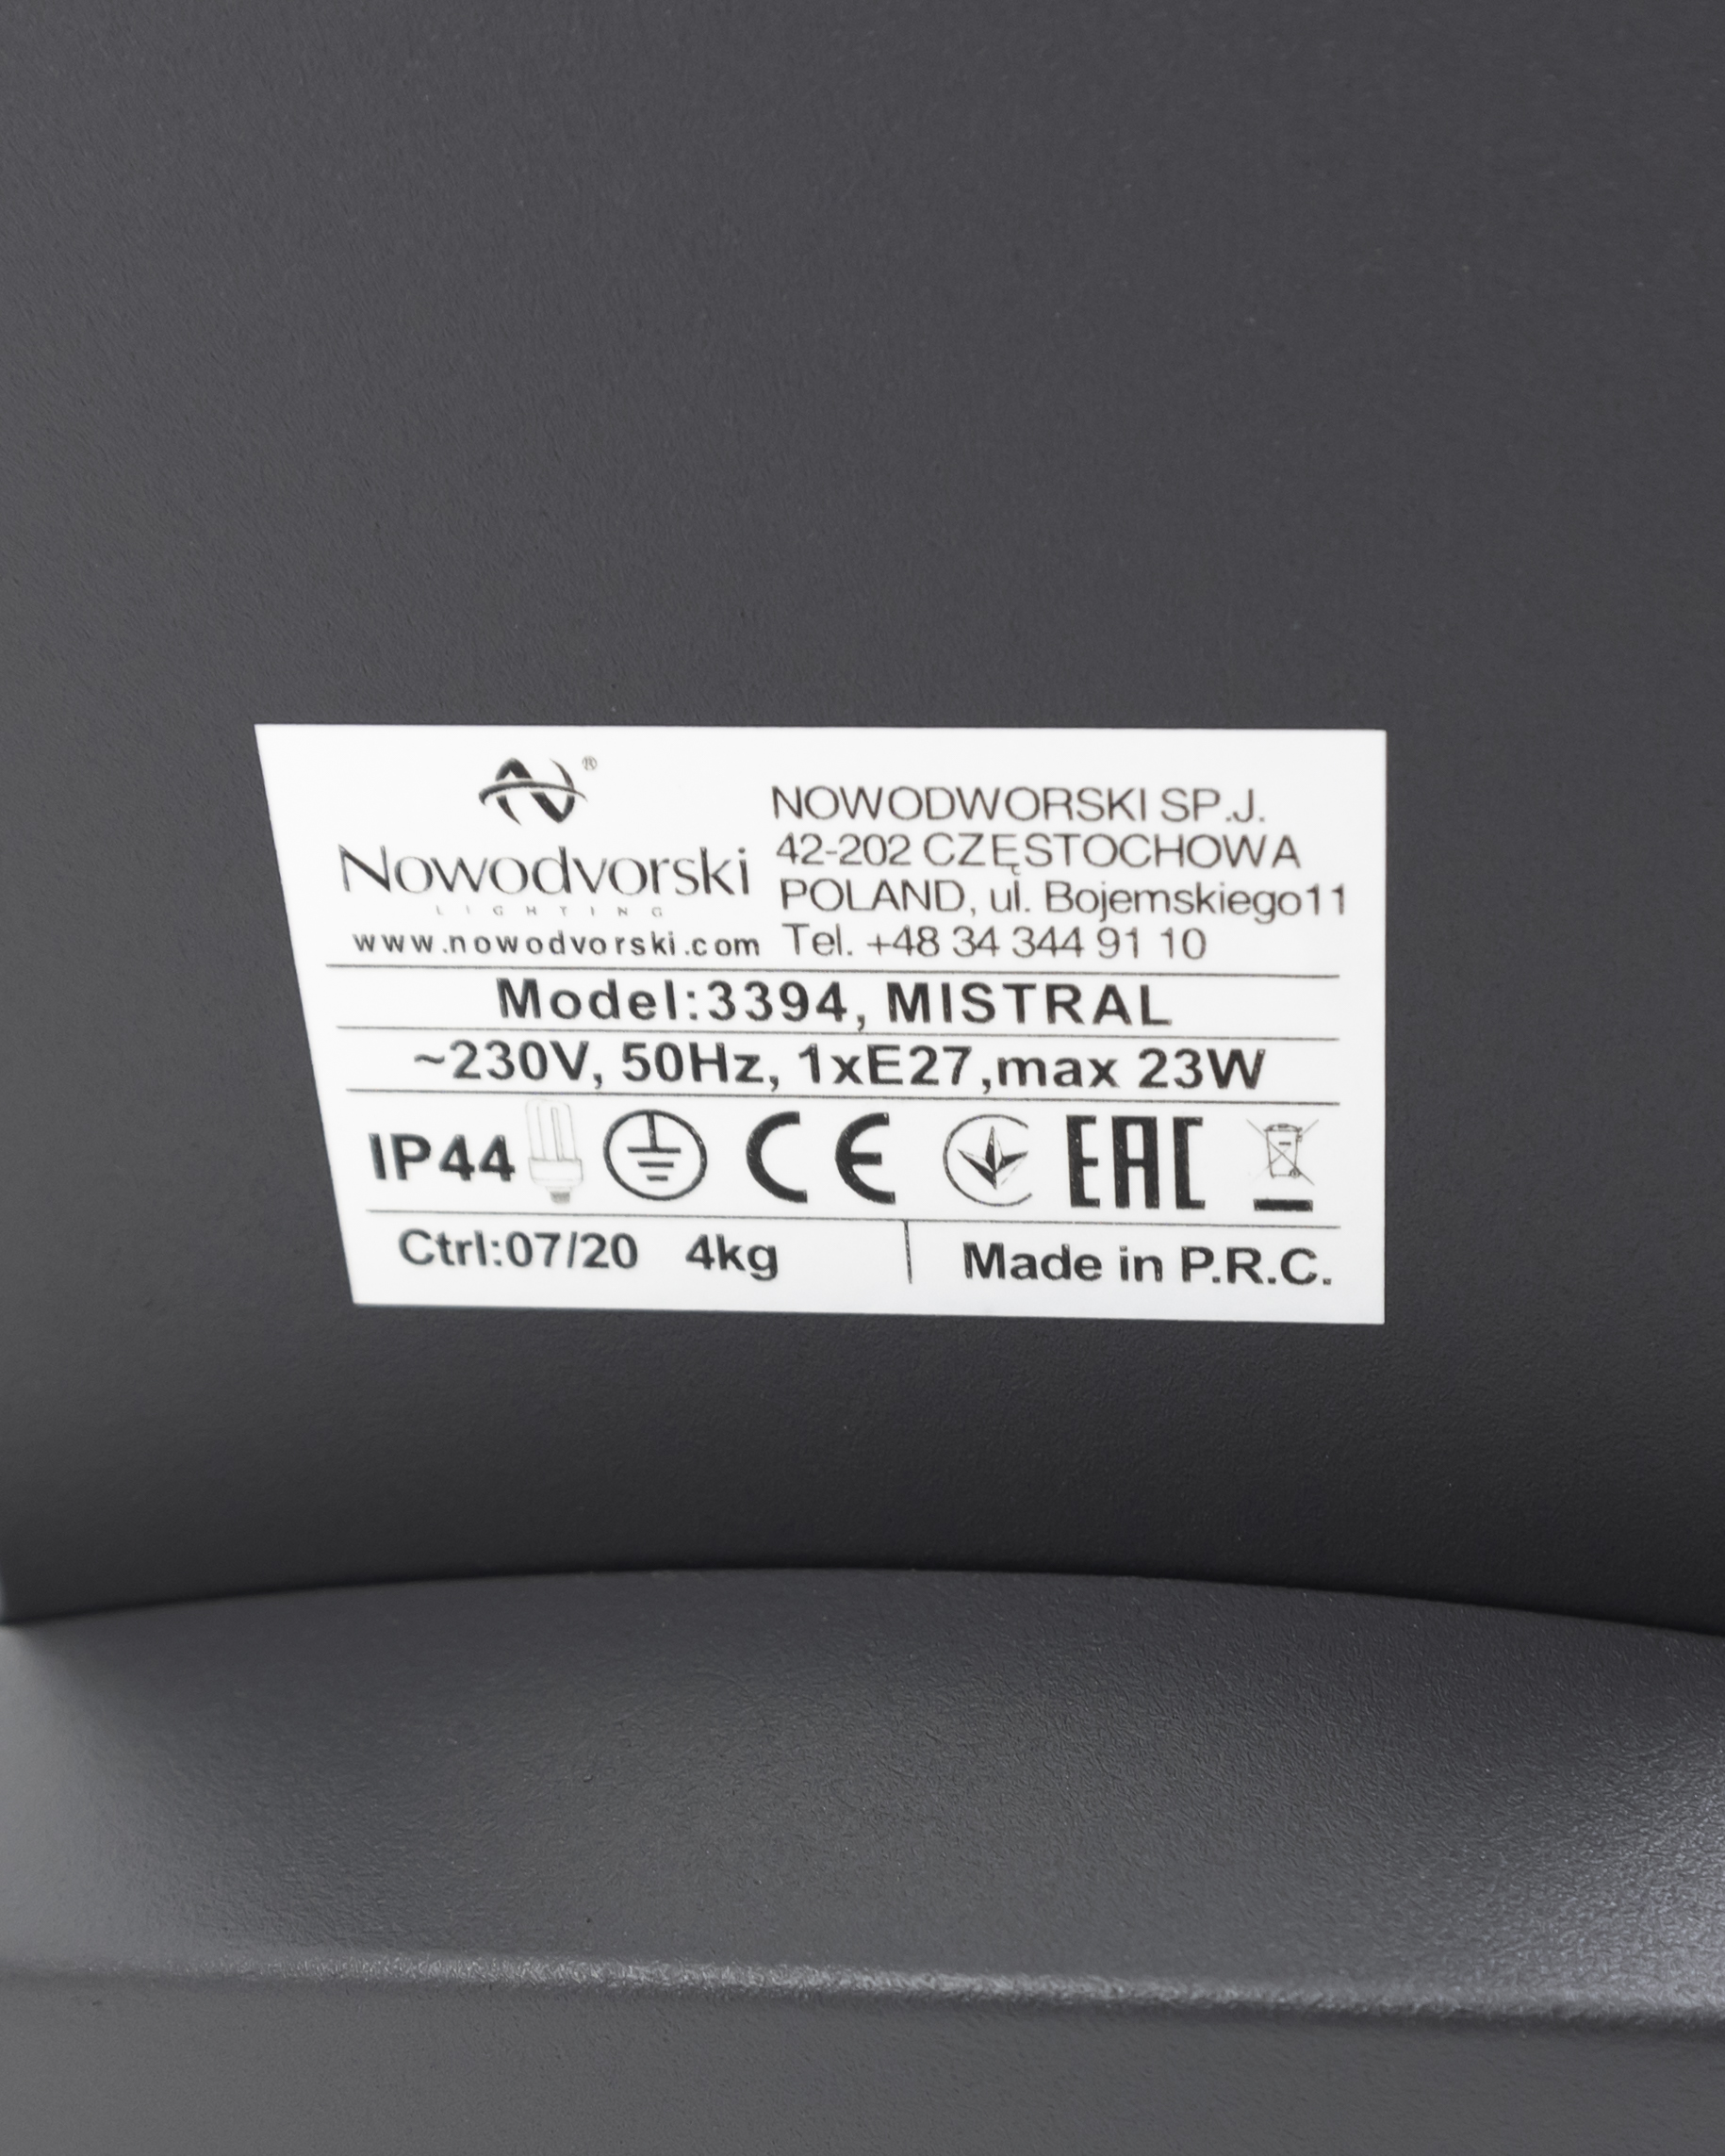 ®
Nowodvorski
LIGHTING
www.nowodvorski.com
NOWODWORSKI SP.J.
42-202 CZĘSTOCHOWA
POLAND, ul. Bojemskiego11
Tel. +48 34 344 91 10
Model:3394, MISTRAL
~230V, 50Hz, 1xE27,max 23W
IP44 CE EAC
Ctrl:07/20 4kg
Made in P.R.C.